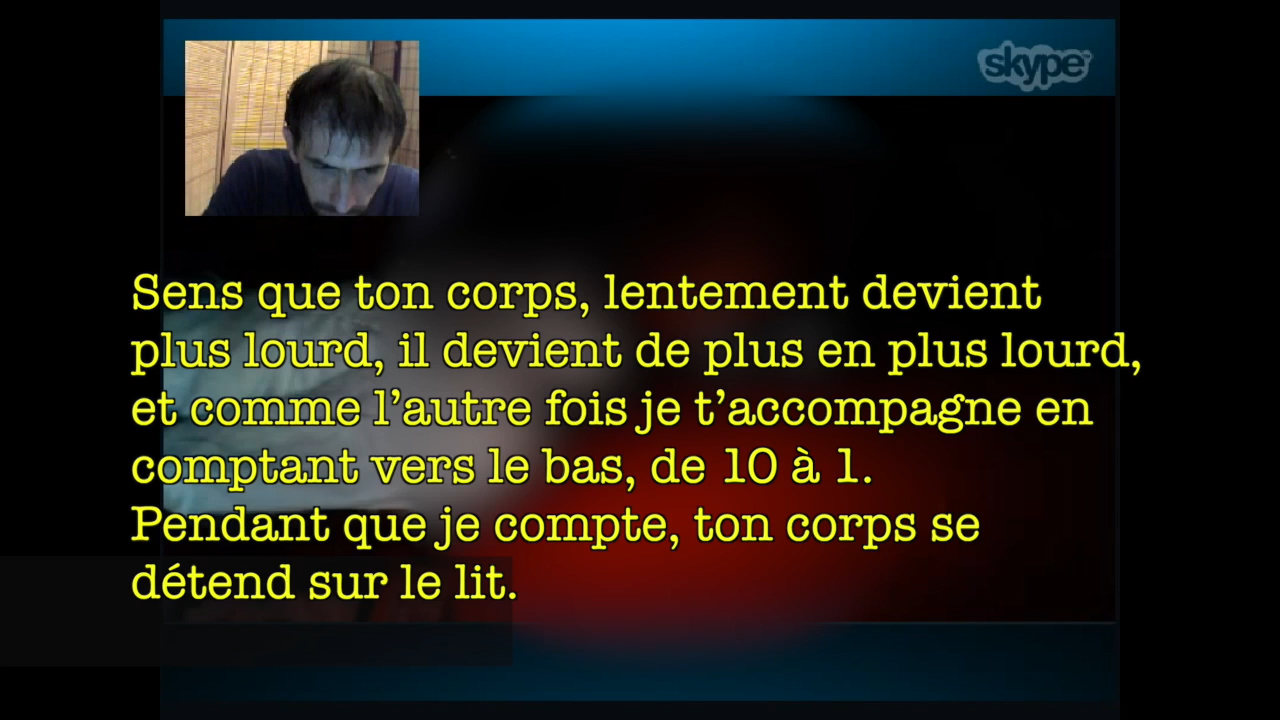 skype
Sens que ton corps, lentement devient
plus lourd, il devient de plus en plus lourd,
et comme l’autre fois je t’accompagne en
comptant vers le bas, de 10 à 1.
Pendant que je compte, ton corps se
détend sur le lit.